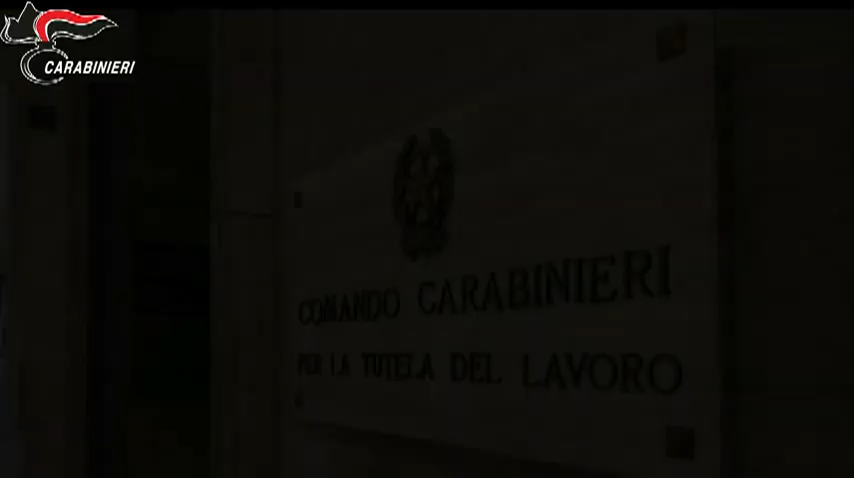 CARABINIERI
COMANDO CARABINIERI
PER LA TUTELA DEL LAVORO